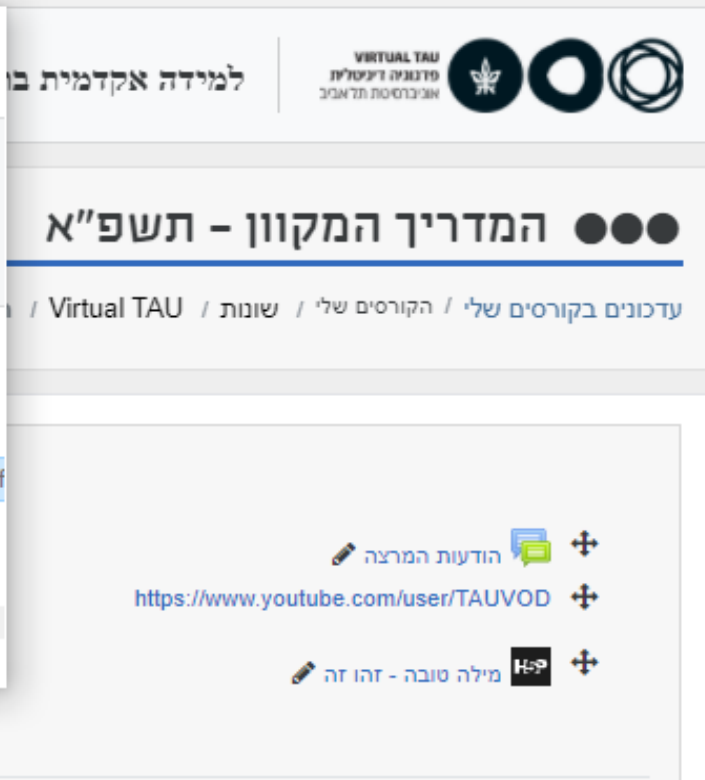 VIRTUAL TAU
פדגוגיה דיגיטלית
אוניברסיטת תל אביב
למידה אקדמית
המדריך המקוון – תשפ"א
עדכונים בקורסים שלי / הקורסים שלי / שונות / Virtual TAU /
הודעות המרצה
https://www.youtube.com/user/TAUVOD
H5P מילה טובה - זהו זה